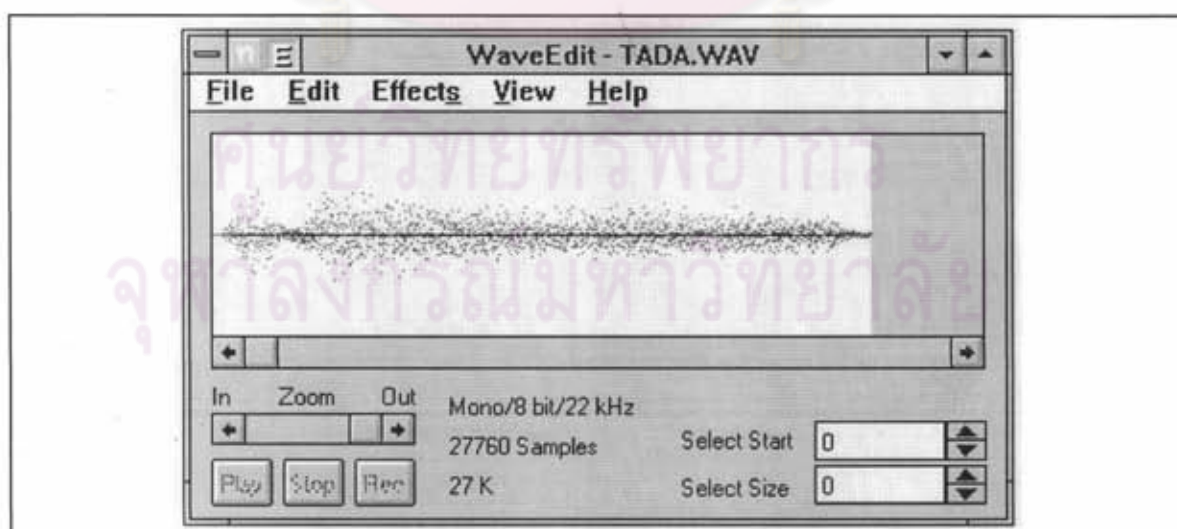 WaveEdit - TADA.WAV
File Edit Effects View Help
ศูนย์วิทยทรัพยากร
จุฬาลงกรณ์มหาวิทยาลัย
In Zoom Out
Mono/8 bit/22 kHz
27760 Samples
Select Start 0
Play Stop Rec
27 K
Select Size 0